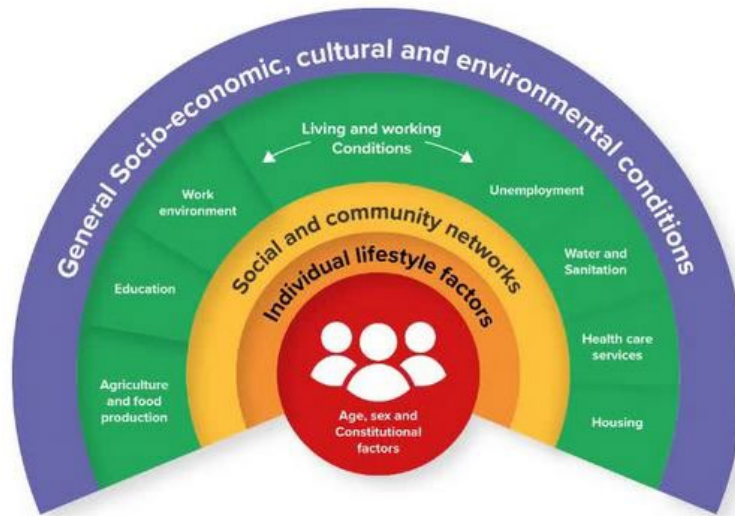 General Socio-economic, cultural and environmental conditions
Living and working
Conditions
Work
environment
Unemployment
Education
Water and
Sanitation
Agriculture
and food
production
Health care
services
Housing
Social and community networks
Individual lifestyle factors
Age, sex and
Constitutional
factors